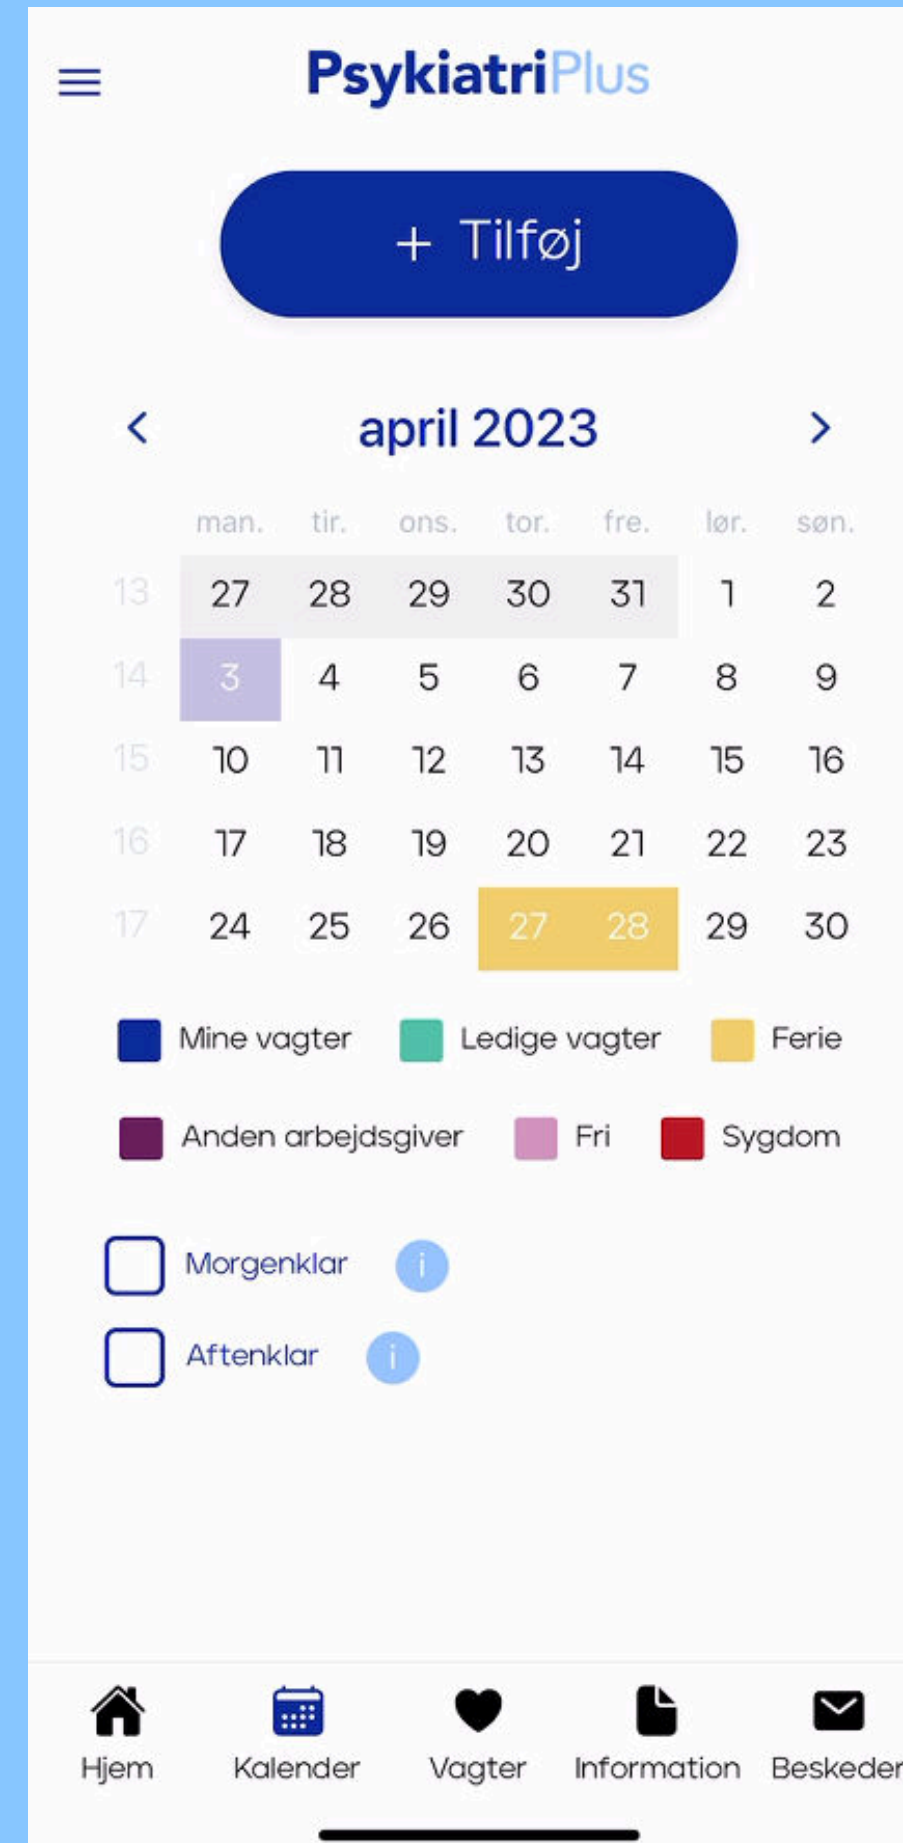 PsykiatriPlus
+ Tilføj
april 2023
man. tir. ons. tor. fre. lør. søn.
13 27 28 29 30 31 1 2
14 3 4 5 6 7 8 9
15 10 11 12 13 14 15 16
16 17 18 19 20 21 22 23
17 24 25 26 27 28 29 30
Mine vagter Ledige vagter Ferie
Anden arbejdsgiver Fri Sygdom
Morgenklar i
Aftenklar i
Hjem Kalender Vagter Information Beskeder